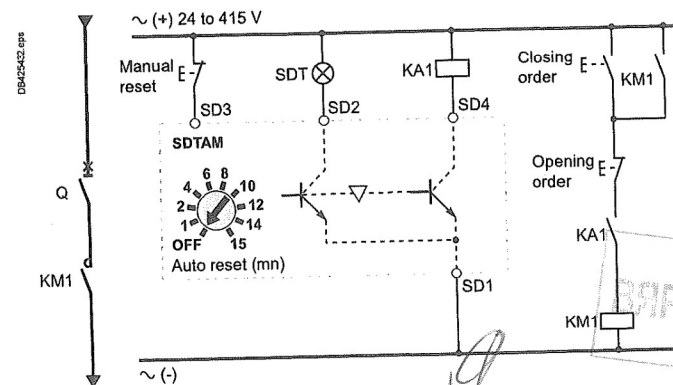 DB425432.eps
∼ (+) 24 to 415 V
Manual
reset
SD3
SDT
SD2
KA1
SD4
Closing
order
KM1
SDTAM
6 8
4 10
2 12
1 14
OFF 15
Auto reset (mn)
Q
KM1
Opening
order
KA1
SD1
KM1
∼ (-)